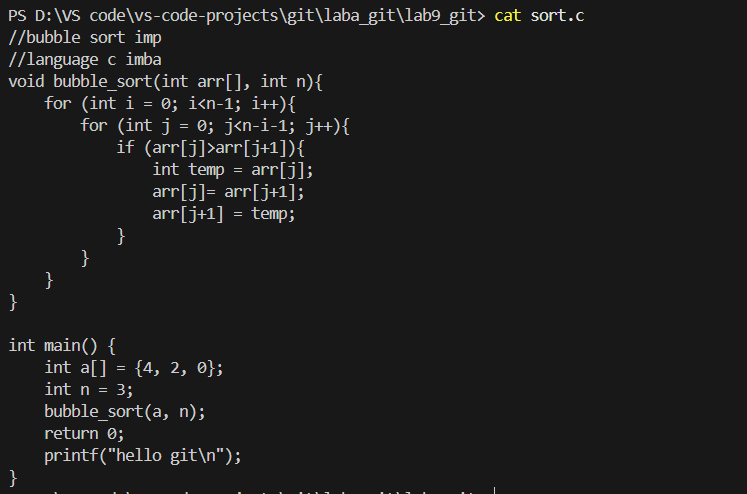 PS D:\VS code\vs-code-projects\git\laba_git\lab9_git> cat sort.c
//bubble sort imp
//language c imba
void bubble_sort(int arr[], int n){
    for (int i = 0; i<n-1; i++){
        for (int j = 0; j<n-i-1; j++){
            if (arr[j]>arr[j+1]){
                int temp = arr[j];
                arr[j]= arr[j+1];
                arr[j+1] = temp;
            }
        }
    }
}

int main() {
    int a[] = {4, 2, 0};
    int n = 3;
    bubble_sort(a, n);
    return 0;
    printf("hello git\n");
}